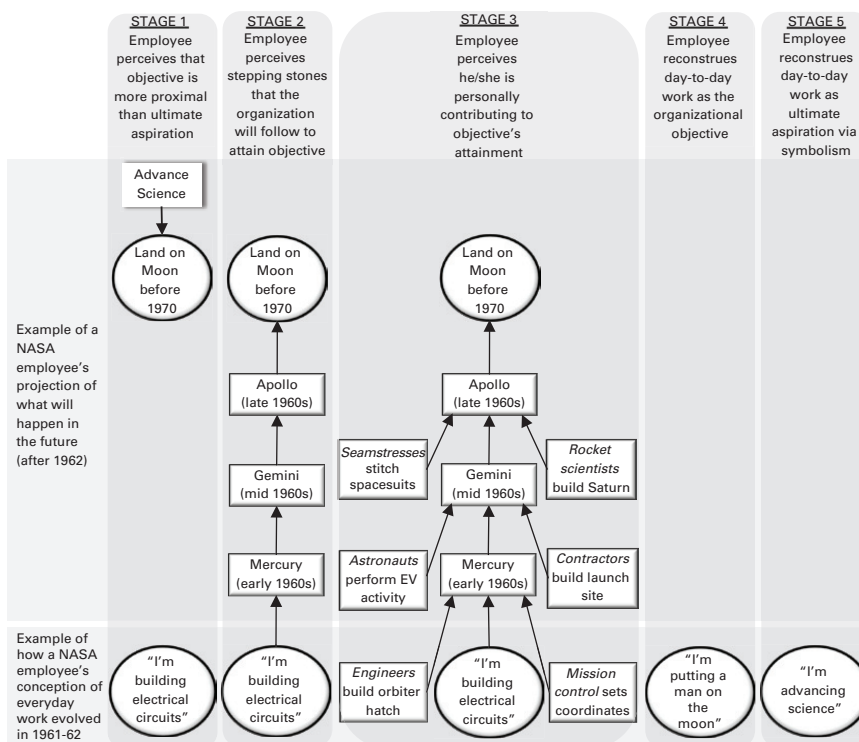 STAGE 1
Employee
perceives that
objective is
more proximal
than ultimate
aspiration
STAGE 2
Employee
perceives
stepping stones
that the
organization
will follow to
attain objective
STAGE 3
Employee
perceives
he/she is
personally
contributing to
objective's
attainment
STAGE 4
Employee
reconstrues
day-to-day
work as the
organizational
objective
STAGE 5
Employee
reconstrues
day-to-day
work as
ultimate
aspiration via
symbolism
Example of a
NASA
employee's
projection of
what will
happen in
the future
(after 1962)
Advance
Science
Land on
Moon
before
1970
Land on
Moon
before
1970
Apollo
(late 1960s)
Gemini
(mid 1960s)
Mercury
(early 1960s)
Land on
Moon
before
1970
Apollo
(late 1960s)
Seamstresses
stitch
spacesuits
Gemini
(mid 1960s)
Rocket
scientists
build Saturn
Astronauts
perform EV
activity
Mercury
(early 1960s)
Contractors
build launch
site
Example of
how a NASA
employee's
conception of
everyday
work evolved
in 1961-62
"I'm
building
electrical
circuits"
"I'm
building
electrical
circuits"
Engineers
build orbiter
hatch
"I'm
building
electrical
circuits"
Mission
control sets
coordinates
"I'm
putting a
man on
the
moon"
"I'm
advancing
science"